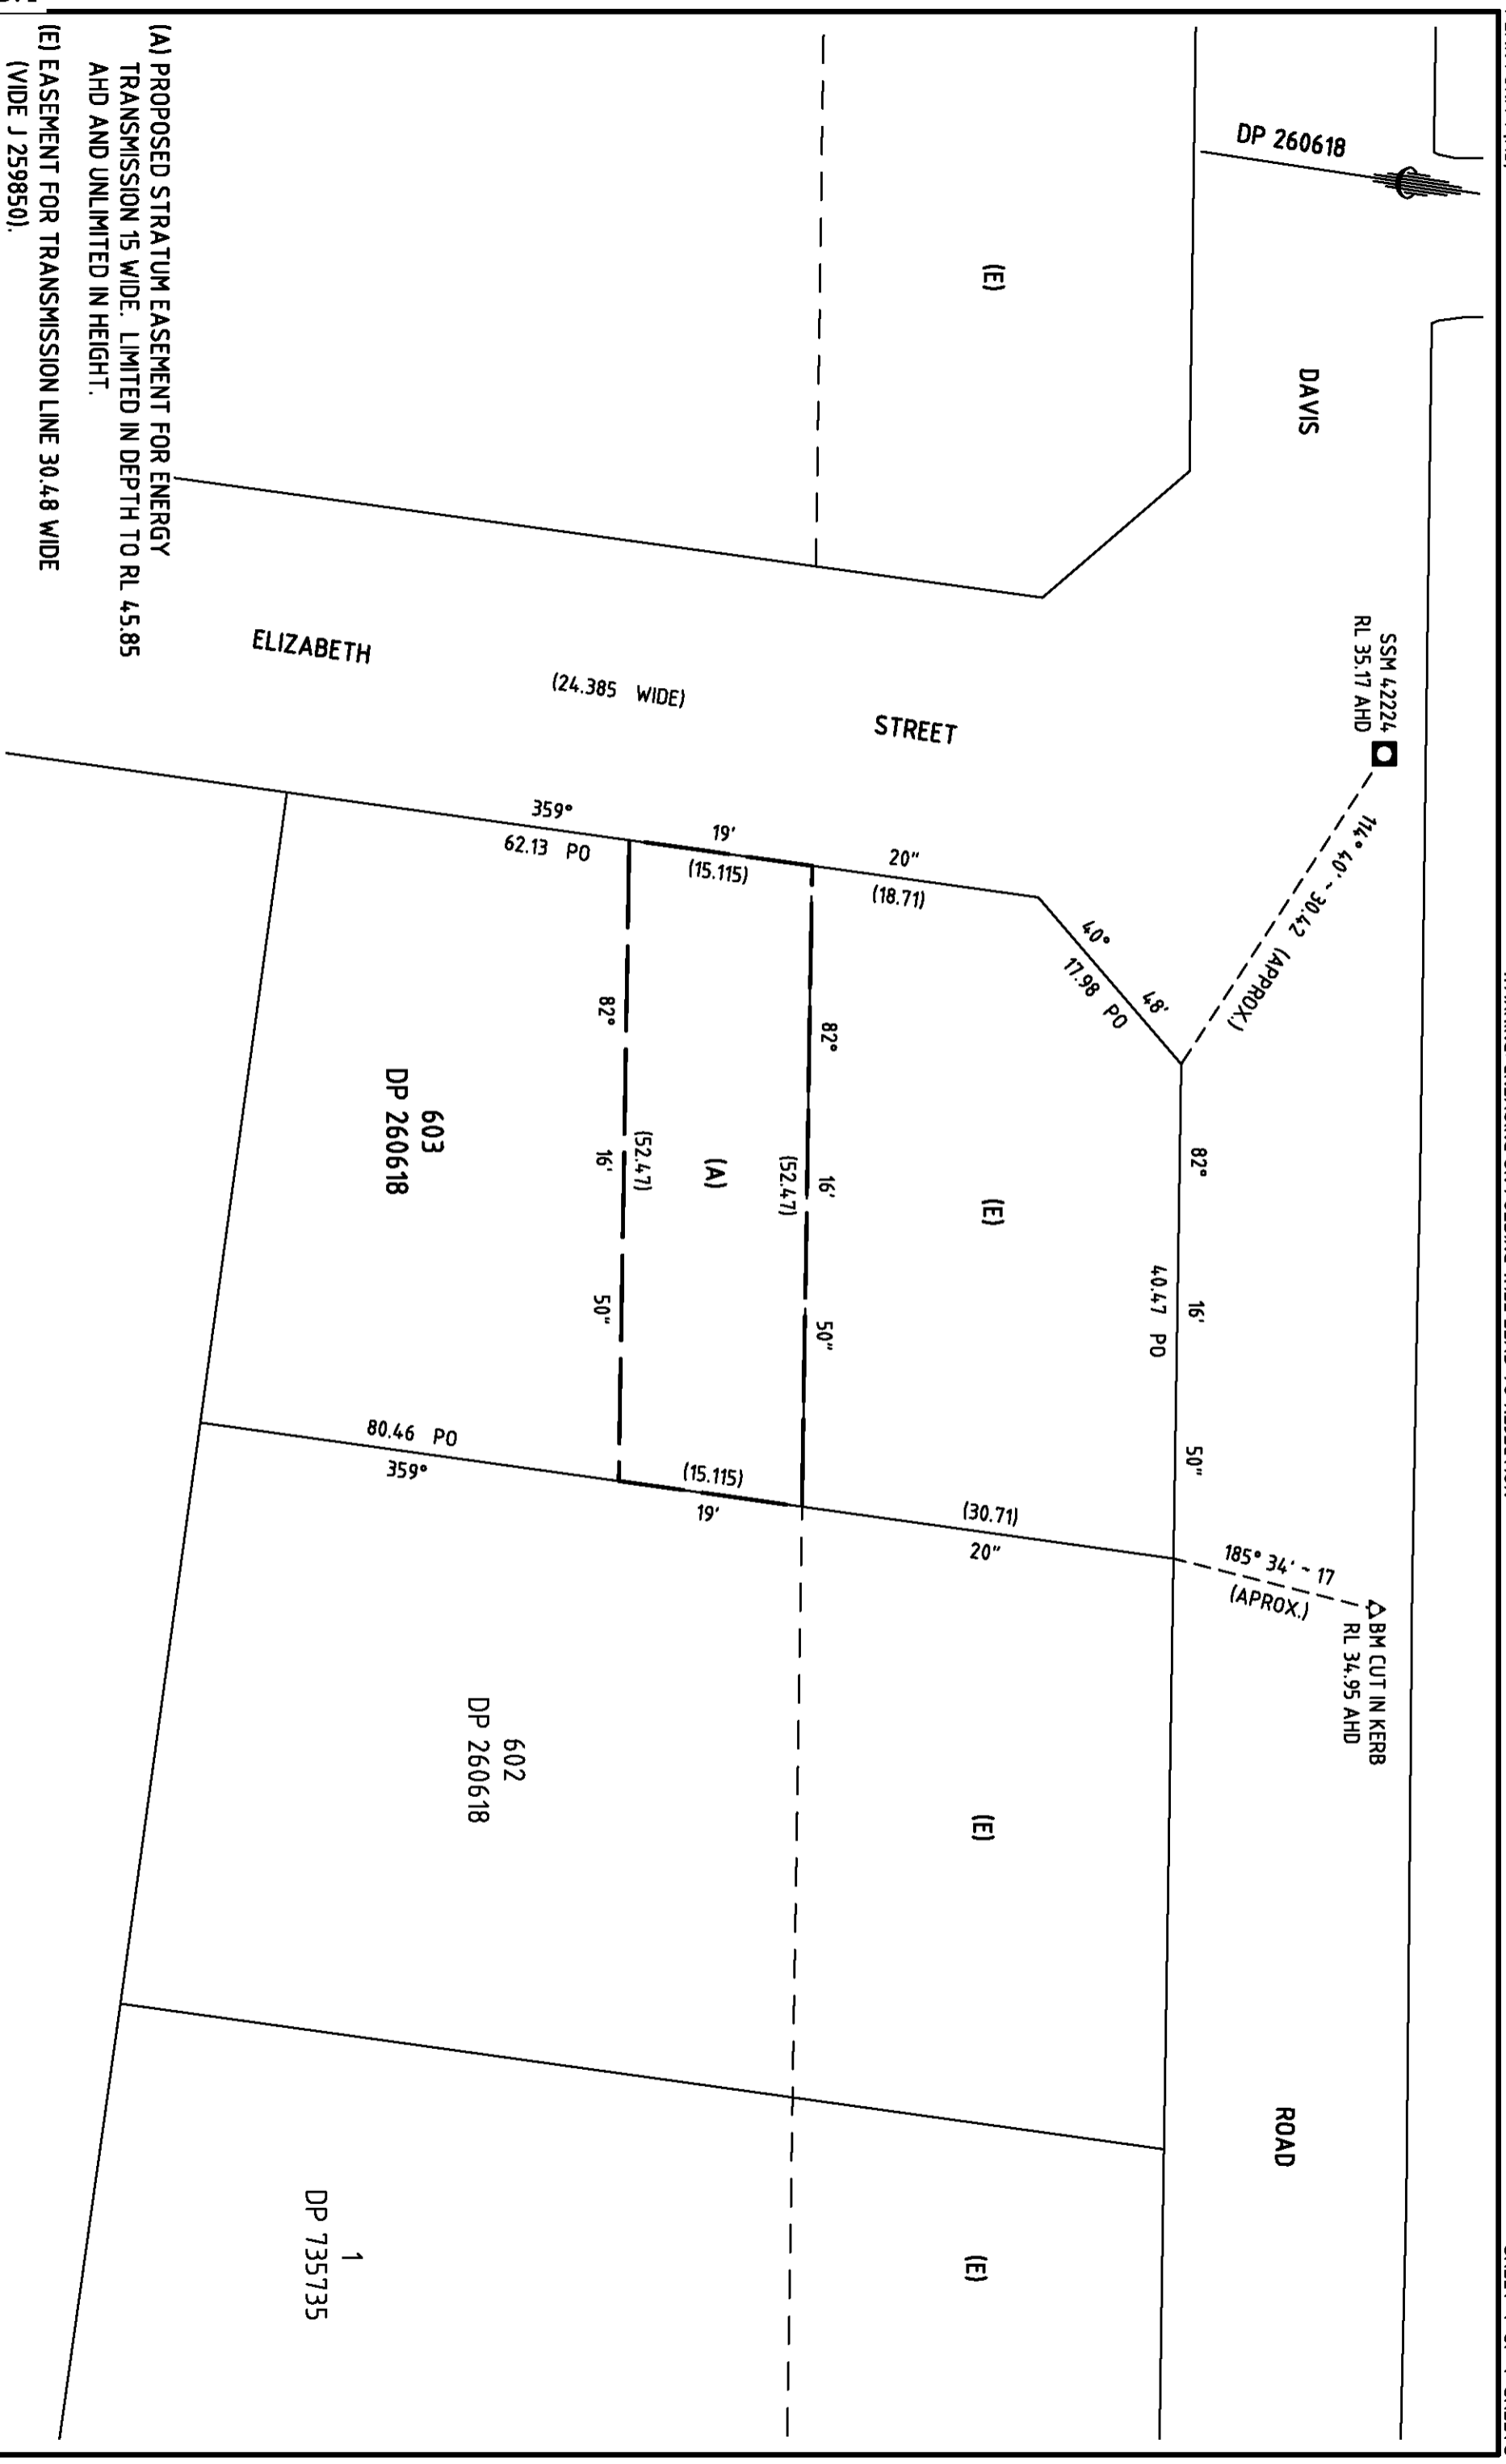 DP 260618
DAVIS
ROAD
SSM 42224
RL 35.17 AHD
114° 40' ~ 30.42 (APPROX.)
BM CUT IN KERB
RL 34.95 AHD
185° 34' ~ 17
(APROX.)
(E)
ELIZABETH
(24.385 WIDE)
STREET
40° 48'
17.98 PO
82° 16' 50"
40.47 PO
359° 19' 20"
62.13 PO
(15.115)
(18.71)
(E)
82° 16' 50"
(52.47)
(A)
(52.47)
82° 16' 50"
603
DP 260618
80.46 PO
(15.115)
(30.71)
359° 19' 20"
(E)
602
DP 260618
(E)
1
DP 735735
(A) PROPOSED STRATUM EASEMENT FOR ENERGY
TRANSMISSION 15 WIDE. LIMITED IN DEPTH TO RL 45.85
AHD AND UNLIMITED IN HEIGHT.
(E) EASEMENT FOR TRANSMISSION LINE 30.48 WIDE
(VIDE J 259850).